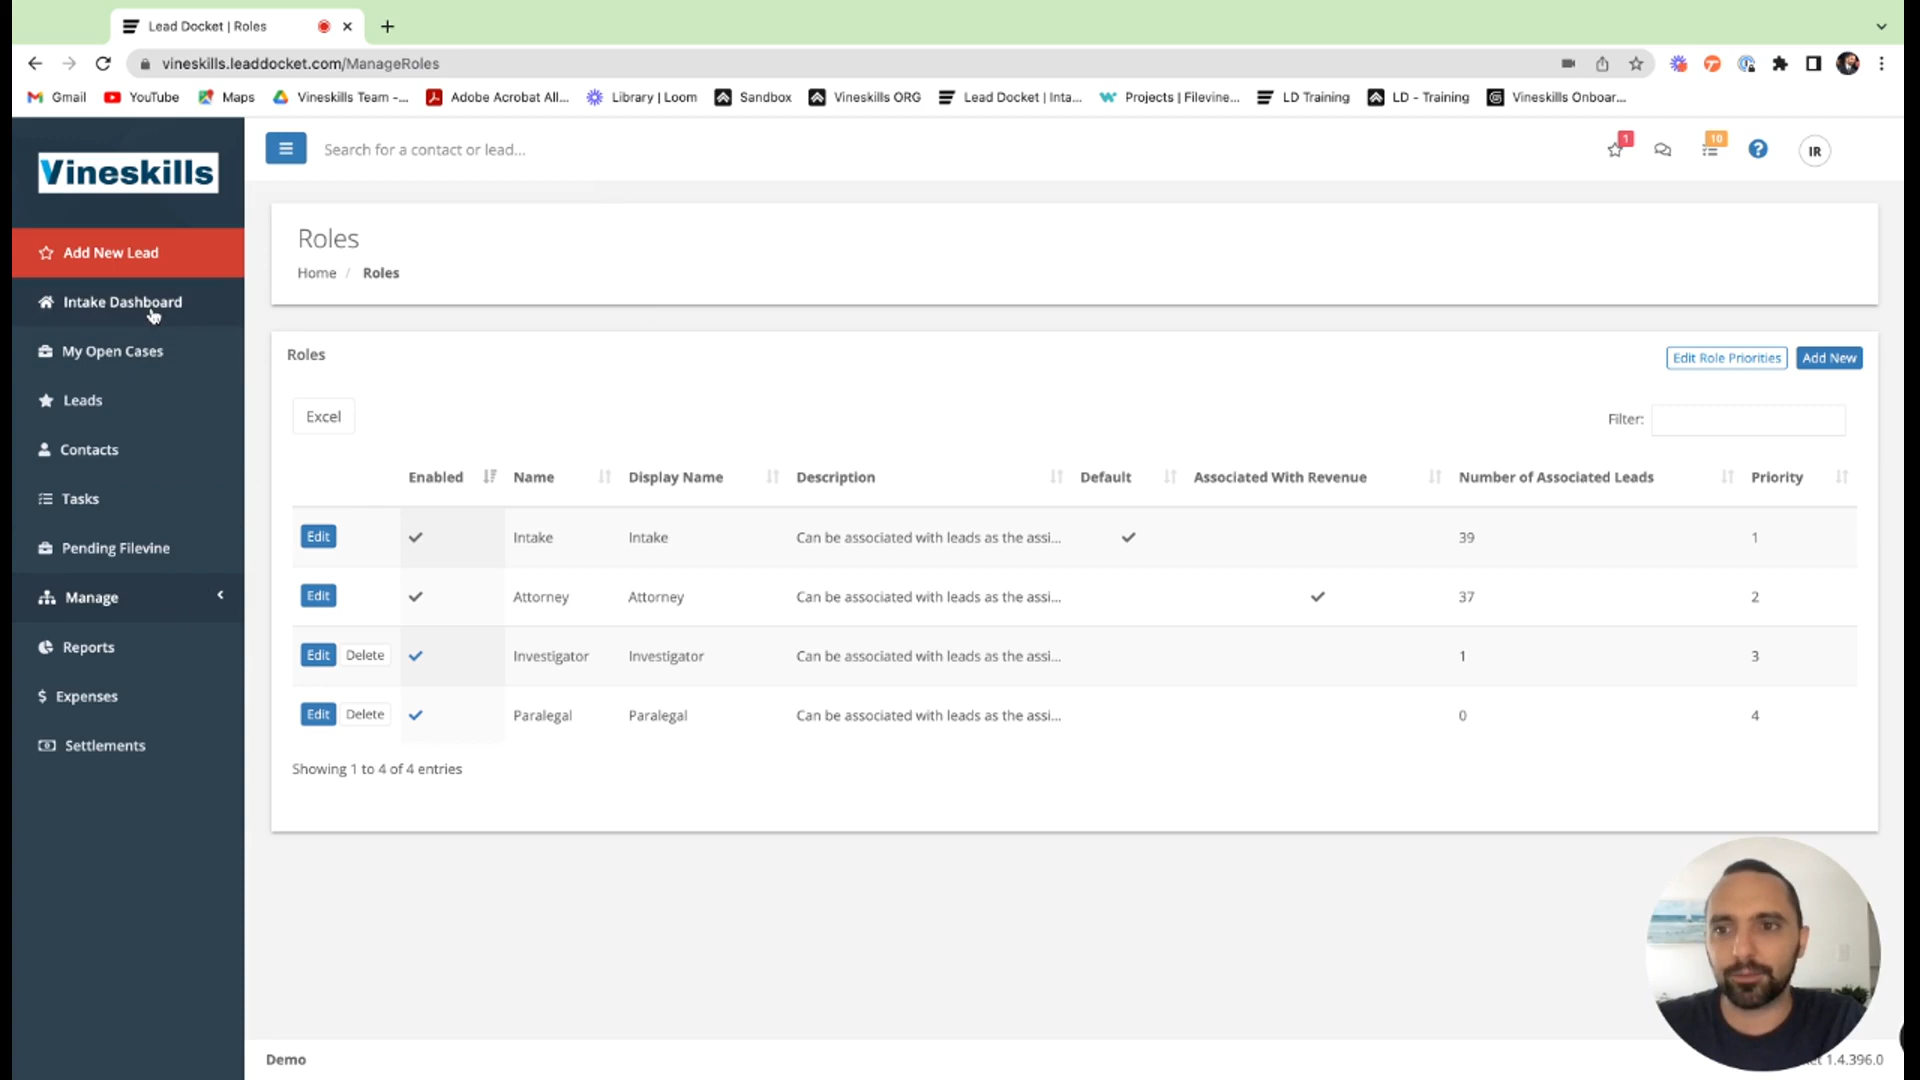 Lead Docket | Roles
vineskills.leaddocket.com/ManageRoles
Gmail YouTube Maps Vineskills Team -... Adobe Acrobat All... Library | Loom Sandbox Vineskills ORG Lead Docket | Inta... Projects | Filevine... LD Training LD - Training Vineskills Onboar...
Vineskills
Search for a contact or lead...
1
10
?
IR
Add New Lead
Intake Dashboard
My Open Cases
Leads
Contacts
Tasks
Pending Filevine
Manage
Reports
$ Expenses
Settlements
Roles
Home / Roles
Roles
Edit Role Priorities Add New
Excel
Filter:
Enabled Name Display Name Description Default Associated With Revenue Number of Associated Leads Priority
Edit Intake Intake Can be associated with leads as the assi... 39 1
Edit Attorney Attorney Can be associated with leads as the assi... 37 2
Edit Delete Investigator Investigator Can be associated with leads as the assi... 1 3
Edit Delete Paralegal Paralegal Can be associated with leads as the assi... 0 4
Showing 1 to 4 of 4 entries
Demo
1.4.396.0